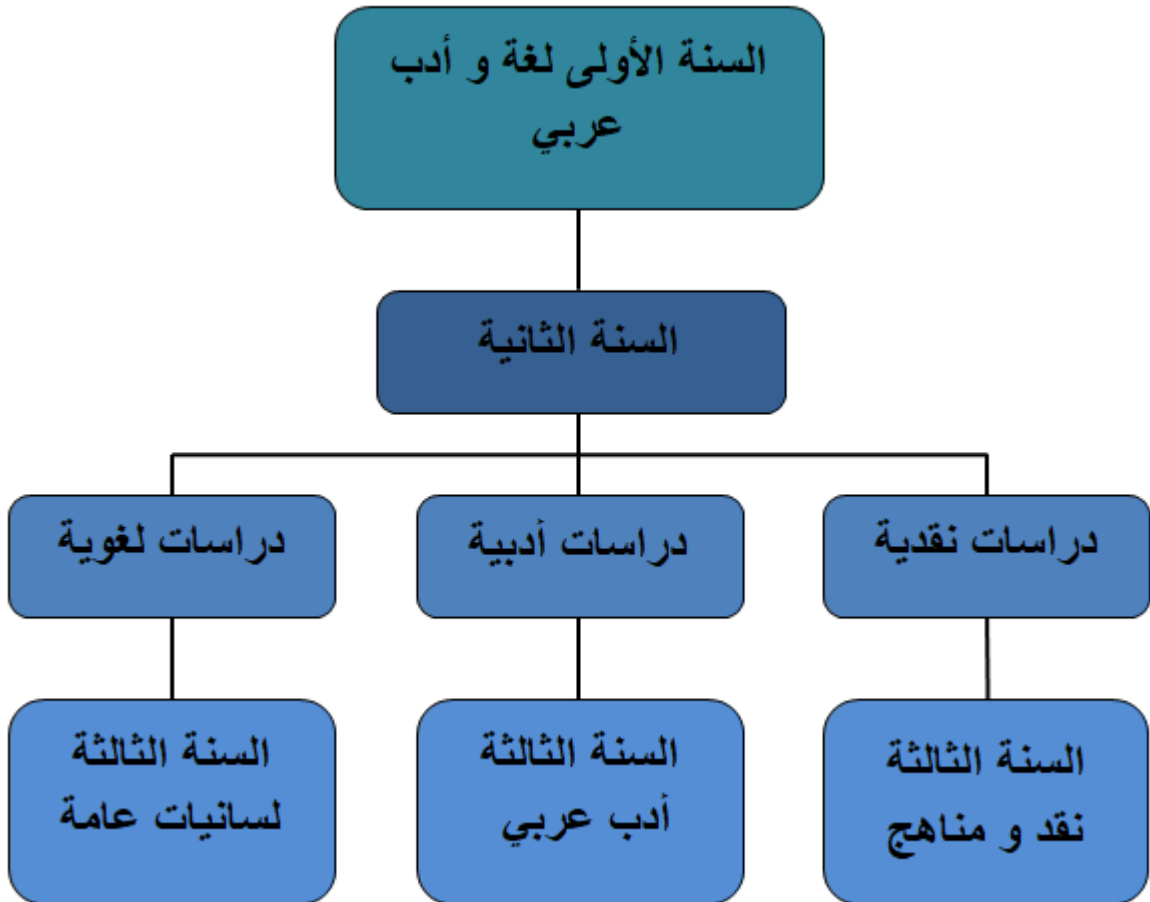 السنة الأولى لغة و أدب
عربي
السنة الثانية
دراسات نقدية
دراسات أدبية
دراسات لغوية
السنة الثالثة
نقد و مناهج
السنة الثالثة
أدب عربي
السنة الثالثة
لسانيات عامة